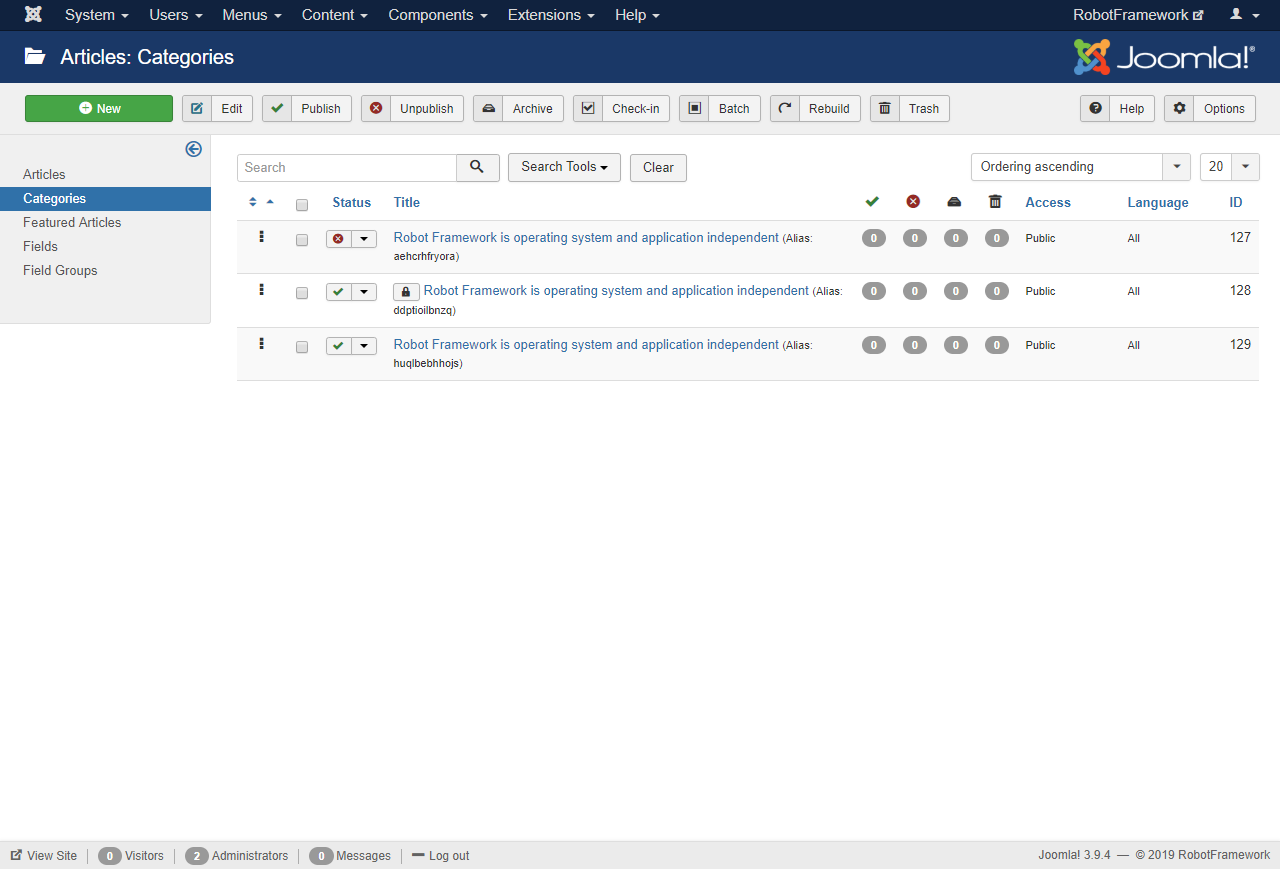 System Users Menus Content Components Extensions Help RobotFramework
Articles: Categories Joomla!®
New Edit Publish Unpublish Archive Check-in Batch Rebuild Trash Help Options
Articles
Categories
Featured Articles
Fields
Field Groups
Search Search Tools Clear Ordering ascending 20
Status Title Access Language ID
Robot Framework is operating system and application independent (Alias: 0 0 0 0 Public All 127
aehcrhfryora)
Robot Framework is operating system and application independent (Alias: 0 0 0 0 Public All 128
ddptioilbnzq)
Robot Framework is operating system and application independent (Alias: 0 0 0 0 Public All 129
huqlbebhhojs)
View Site 0 Visitors 2 Administrators 0 Messages Log out Joomla! 3.9.4 — © 2019 RobotFramework